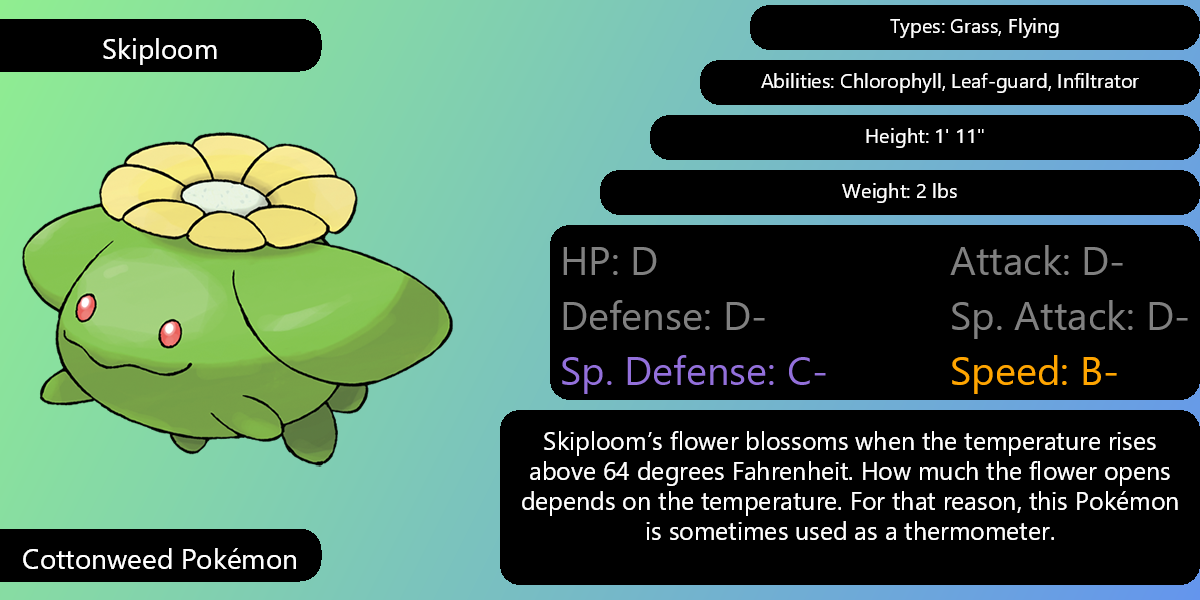 Skiploom
Types: Grass, Flying
Abilities: Chlorophyll, Leaf-guard, Infiltrator
Height: 1' 11"
Weight: 2 lbs
HP: D
Attack: D-
Defense: D-
Sp. Attack: D-
Sp. Defense: C-
Speed: B-
Skiploom’s flower blossoms when the temperature rises
above 64 degrees Fahrenheit. How much the flower opens
depends on the temperature. For that reason, this Pokémon
is sometimes used as a thermometer.
Cottonweed Pokémon